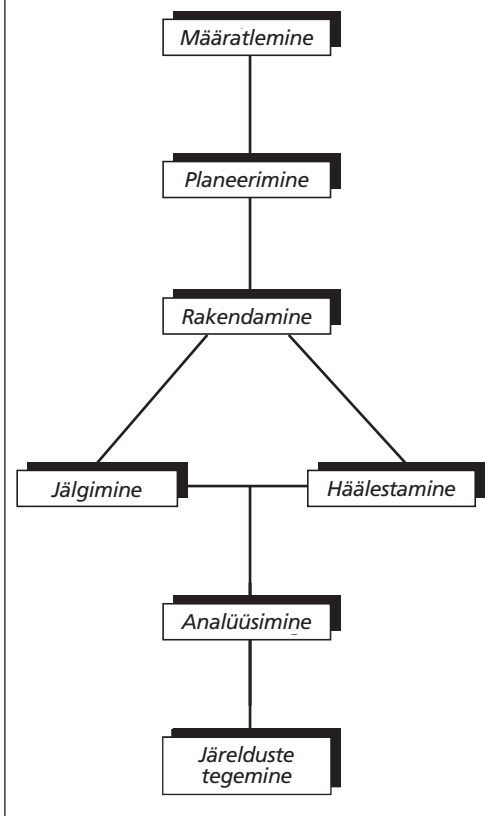 Määratlemine
Planeerimine
Rakendamine
Jälgimine
Häälestamine
Analüüsimine
Järelduste
tegemine